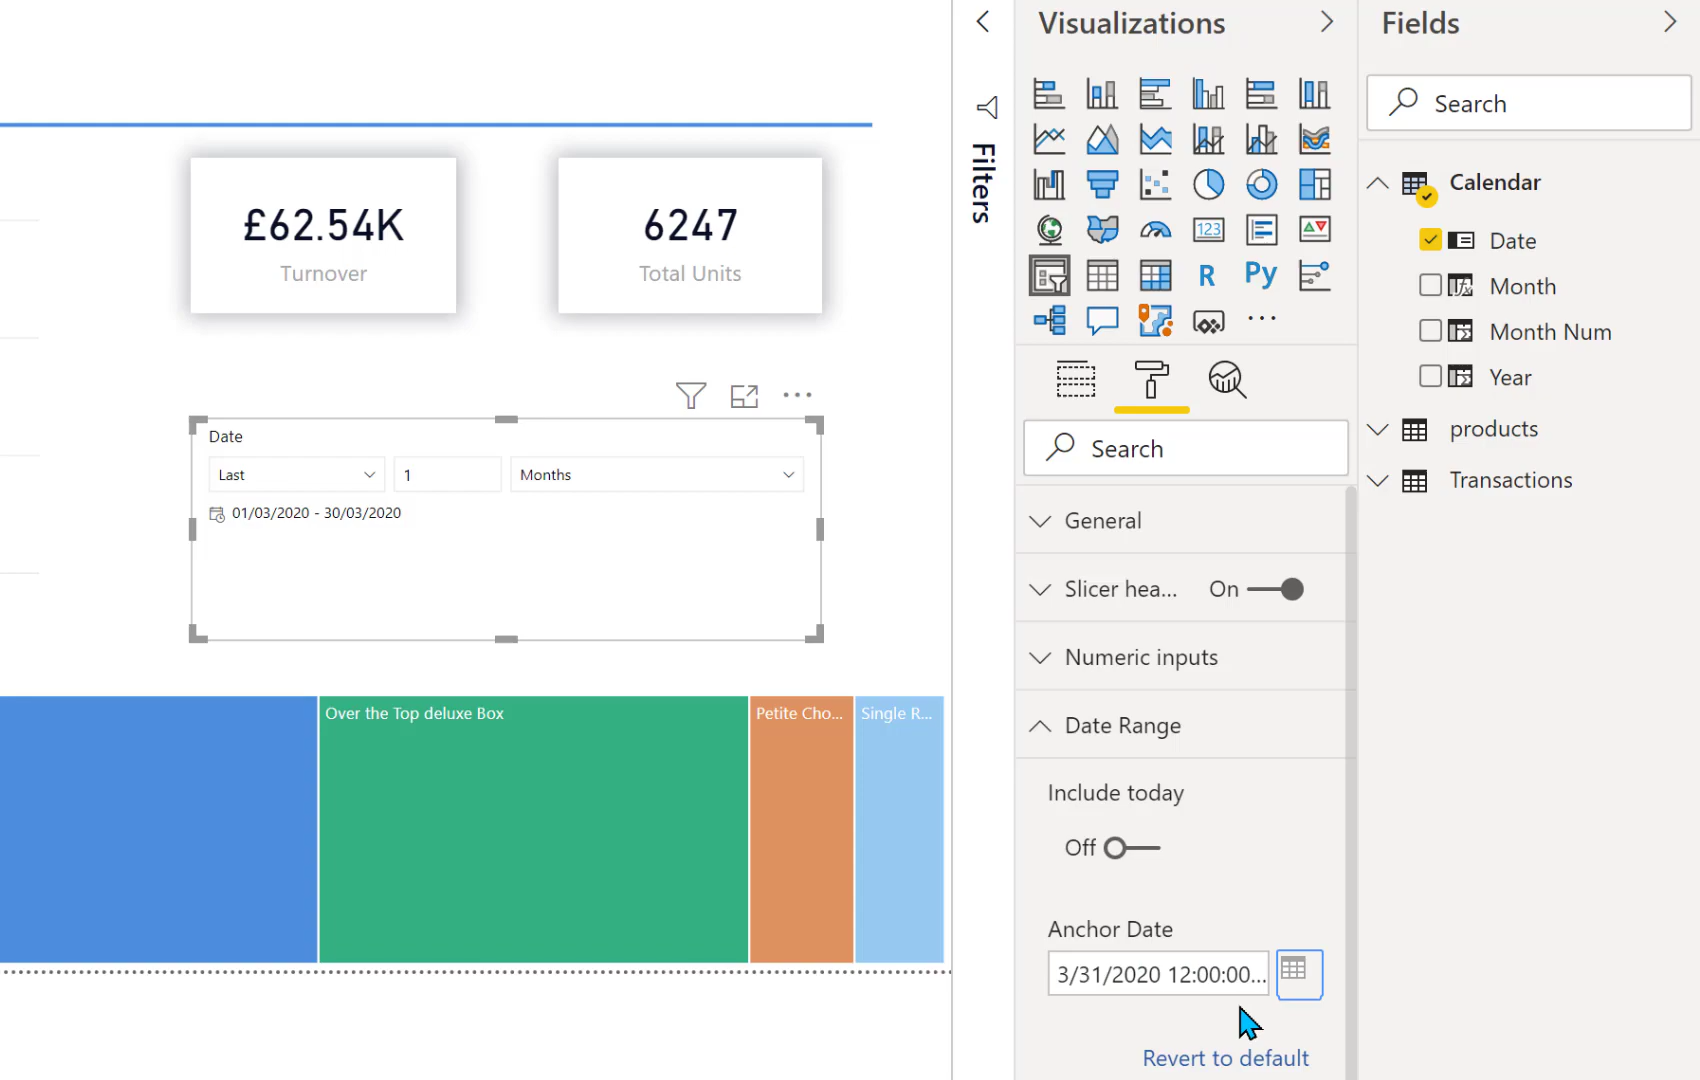 Visualizations
Fields
Search
Filters
£62.54K
Turnover
6247
Total Units
123
R
Py
Calendar
Date
Month
Month Num
Year
products
Transactions
Date
Last
1
Months
01/03/2020 - 30/03/2020
Search
General
Slicer hea...
On
Numeric inputs
Date Range
Include today
Off
Anchor Date
3/31/2020 12:00:00...
Revert to default
Over the Top deluxe Box
Petite Cho...
Single R...